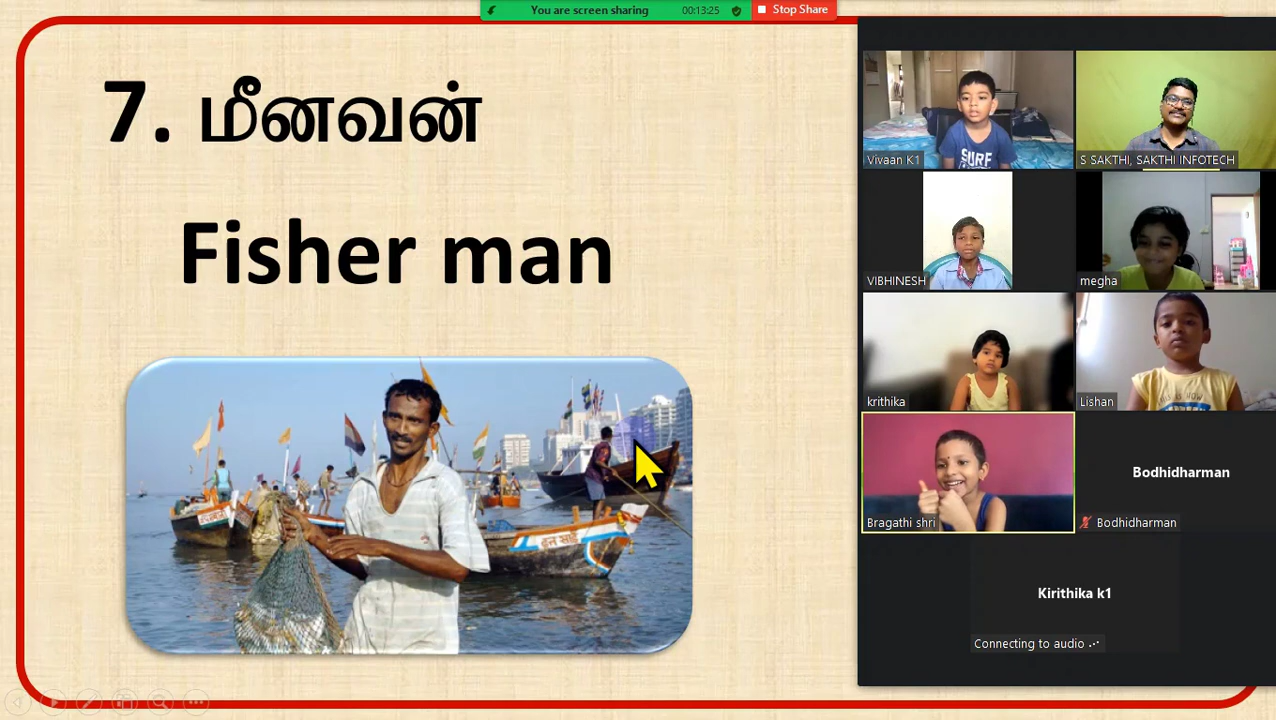 You are screen sharing 00:13:25 Stop Share
7. மீனவன்
Fisher man
Vivaan K1
S SAKTHI, SAKTHI INFOTECH
SURF
VIBHINESH
megha
krithika
Lishan
Bragathi shri
Bodhidharman
Bodhidharman
Kirithika k1
Connecting to audio